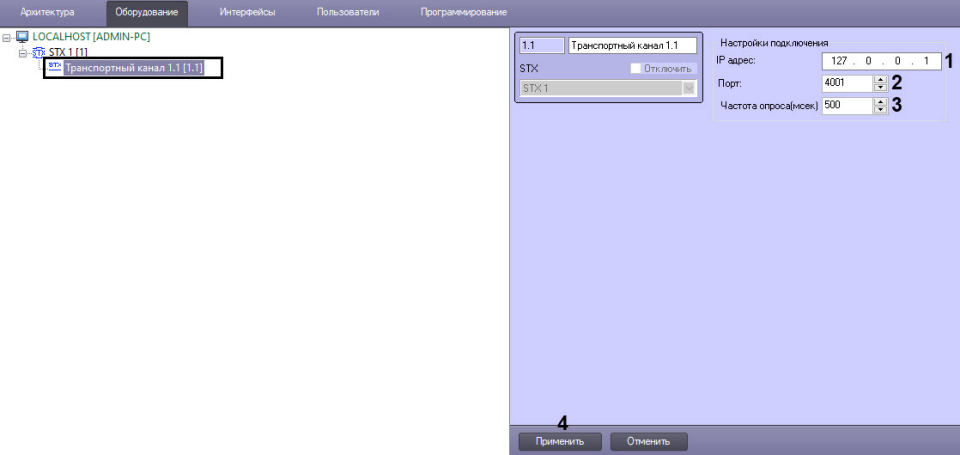 Архитектура Оборудование Интерфейсы Пользователи Программирование
LOCALHOST [ADMIN-PC]
STX 1 [1]
STX Транспортный канал 1.1 [1.1]
1.1 Транспортный канал 1.1
STX Отключить
STX 1
Настройки подключения
IP адрес: 127 . 0 . 0 . 1 1
Порт: 4001 2
Частота опроса(мсек) 500 3
4
Применить Отменить